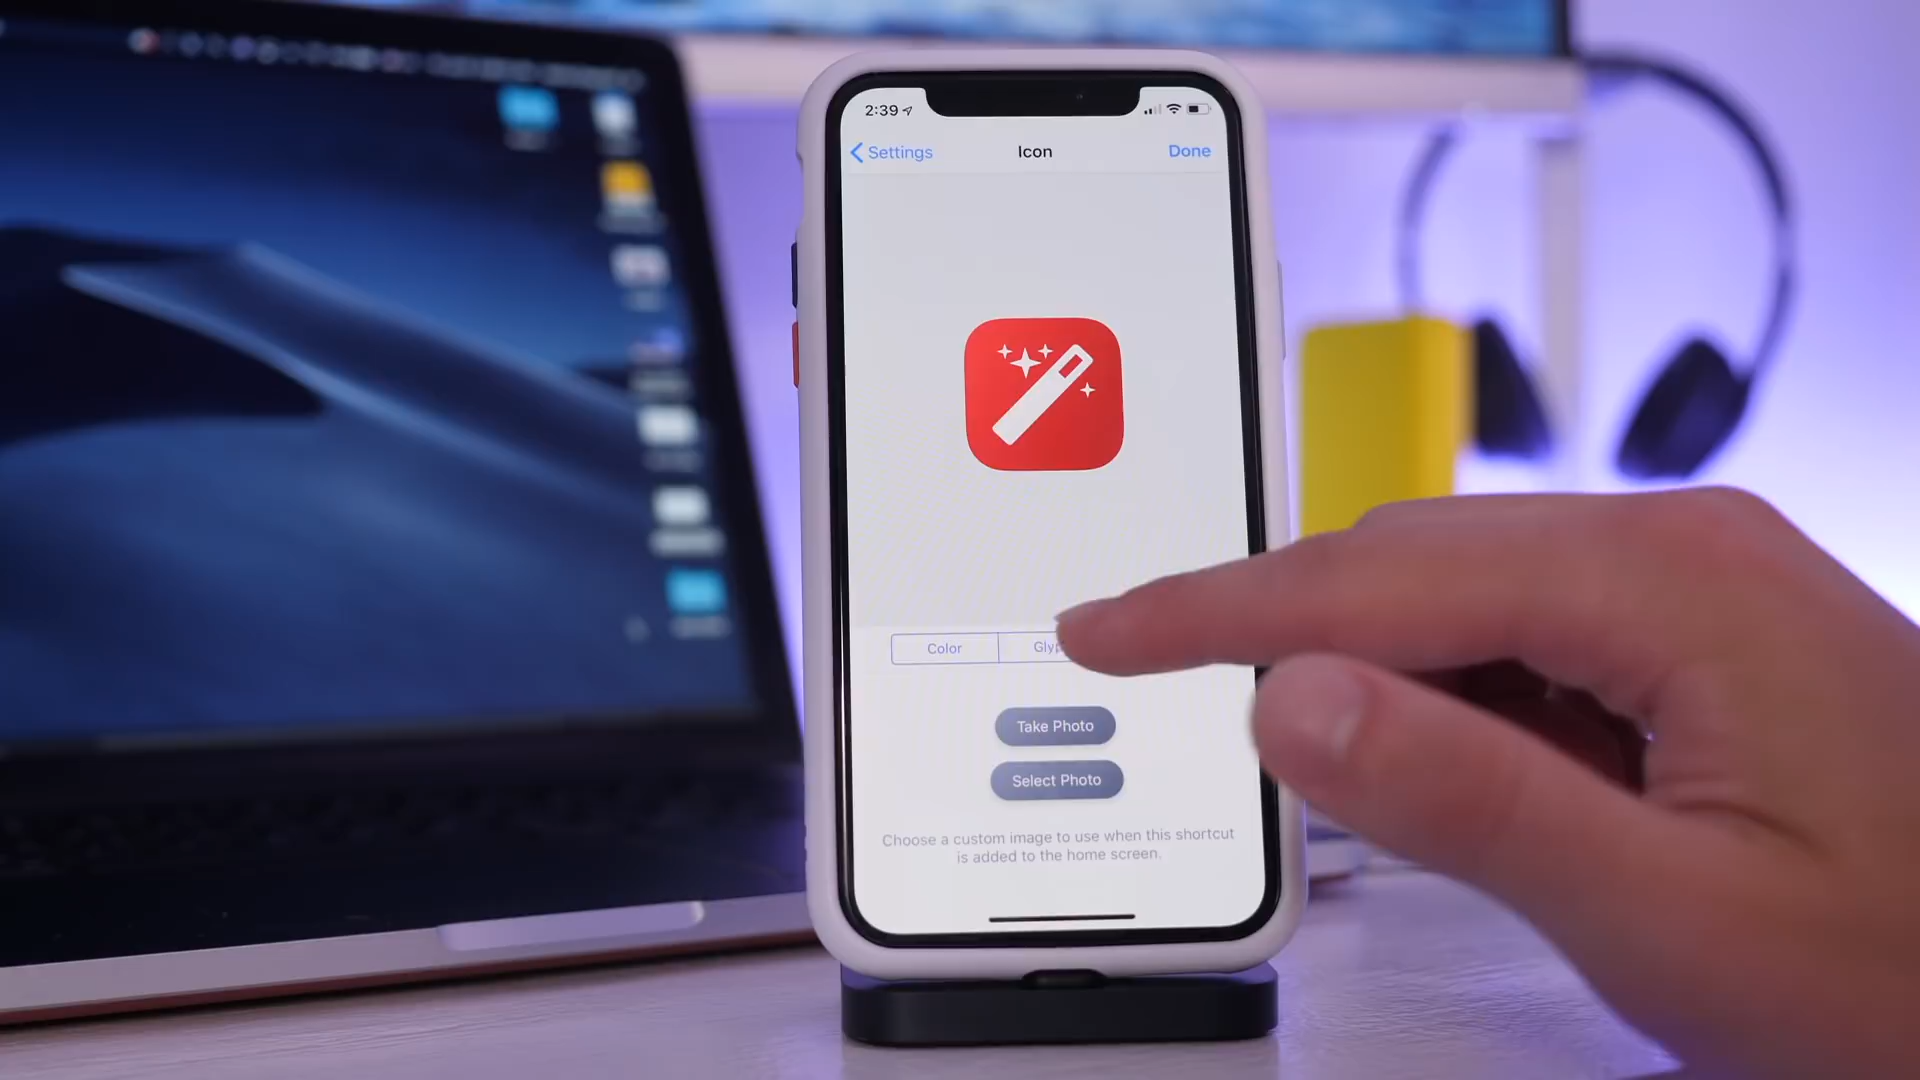 2:39
Settings
Icon
Done
Color
Glyp
Take Photo
Select Photo
Choose a custom image to use when this shortcut
is added to the home screen.